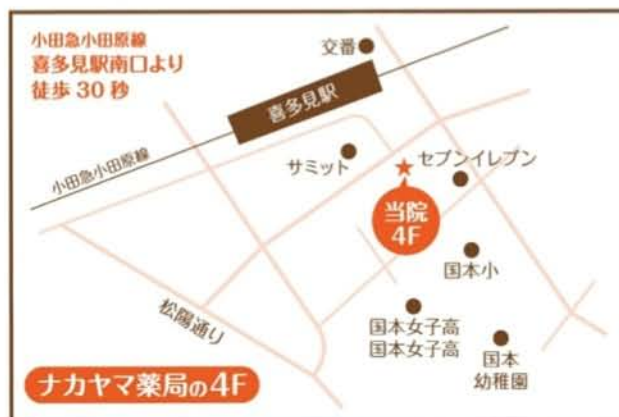 小田急小田原線
喜多見駅南口より
徒歩30秒
交番
喜多見駅
小田急小田原線
サミット
セブンイレブン
当院
4F
国本小
松陽通り
国本女子高
国本女子高
国本
幼稚園
ナカヤマ薬局の4F